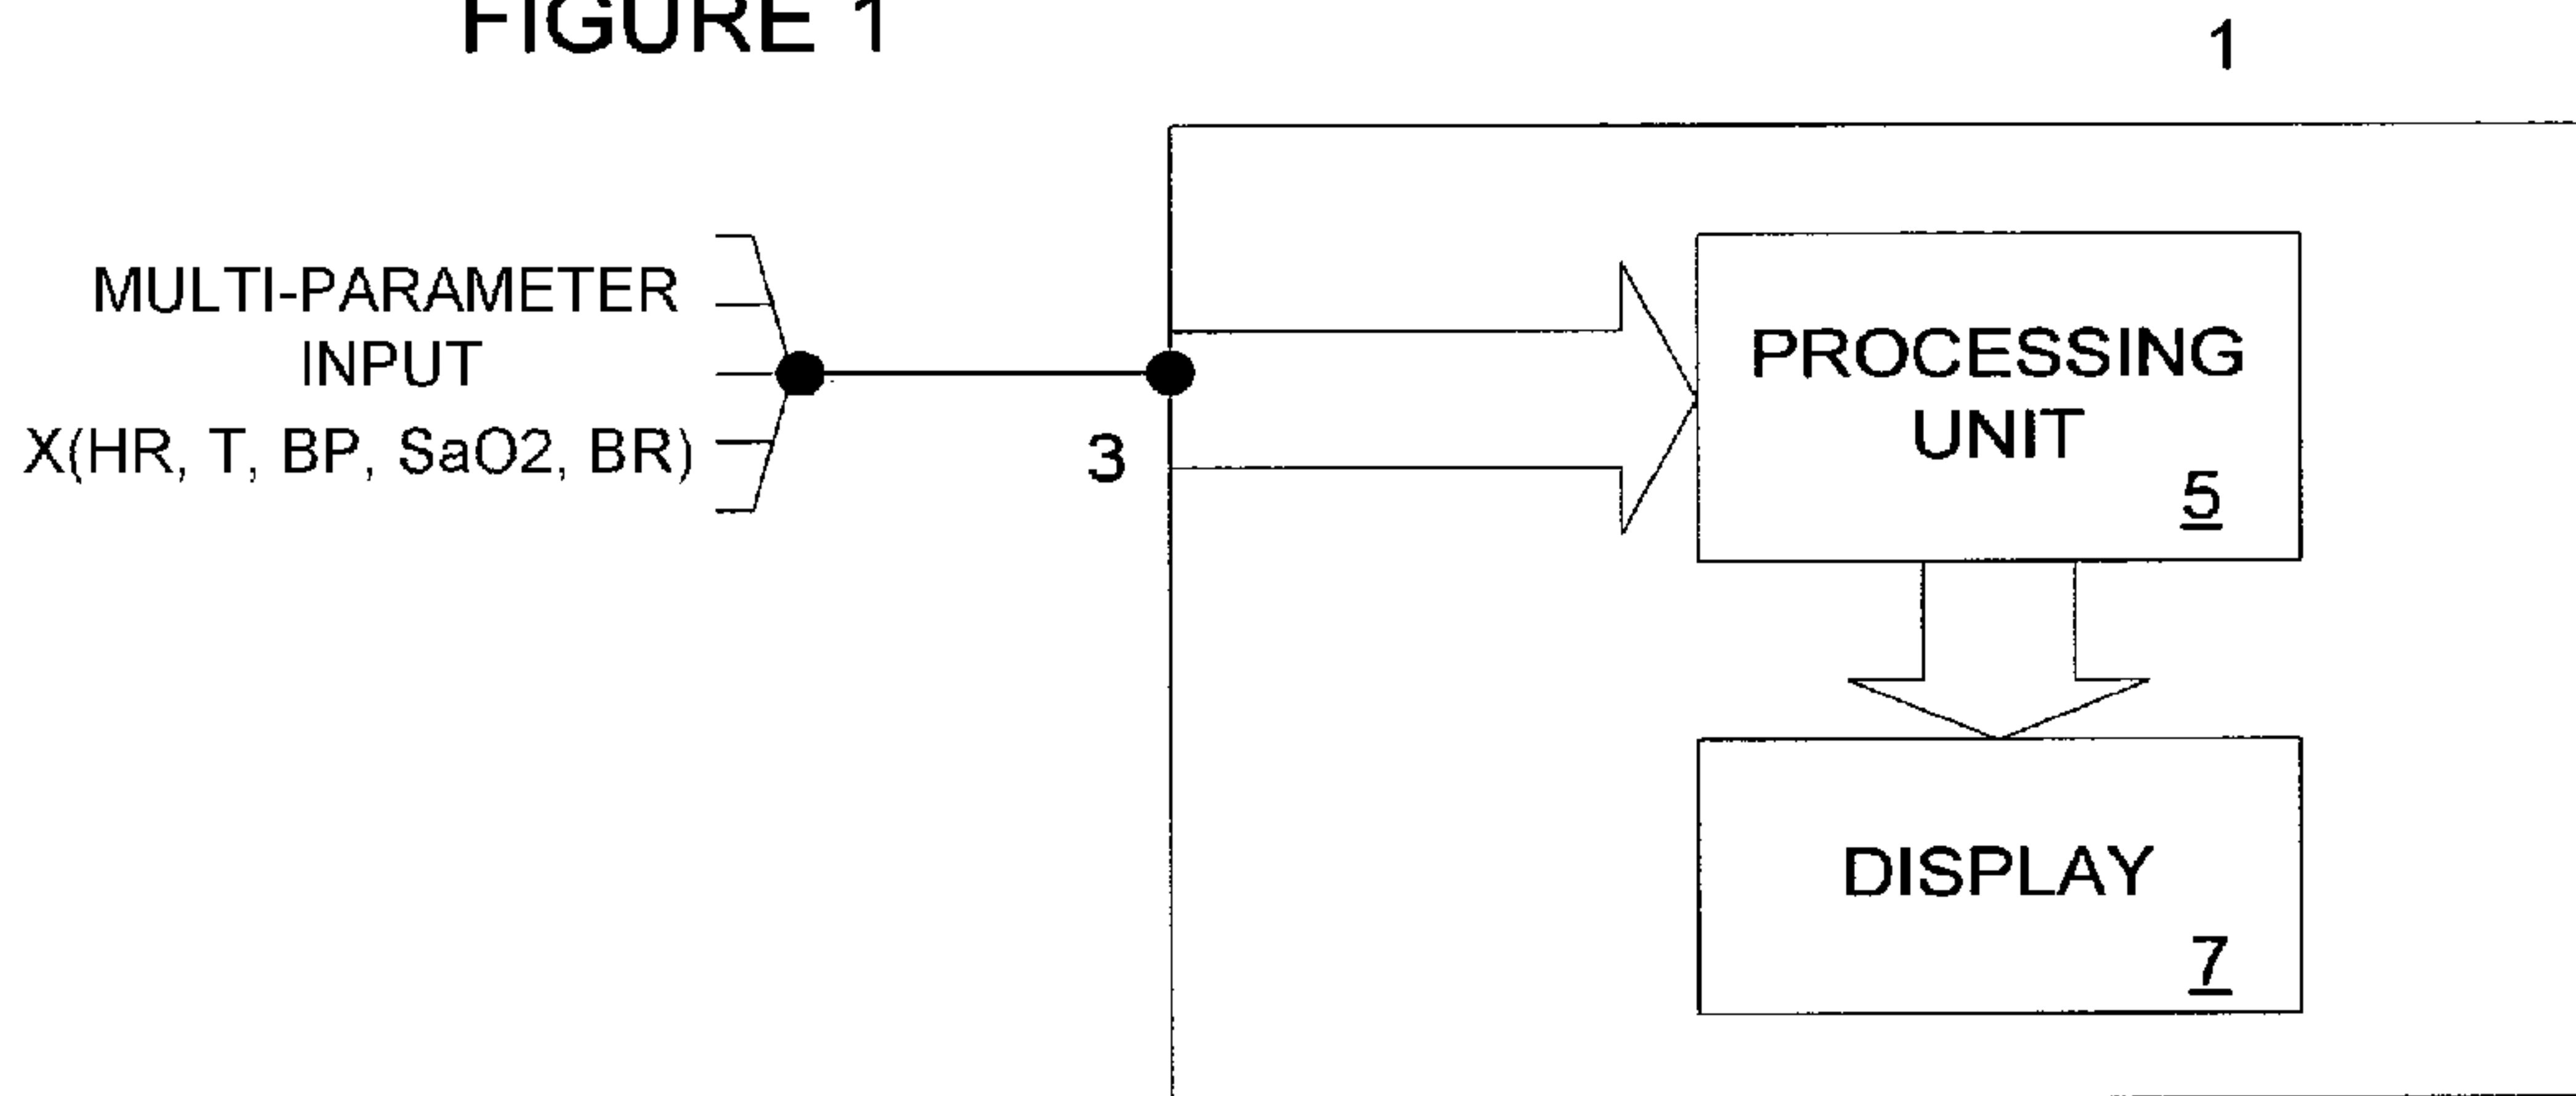 FIGURE 1
1
MULTI-PARAMETER
INPUT
X(HR, T, BP, SaO2, BR)
3
PROCESSING
UNIT
5
DISPLAY
7